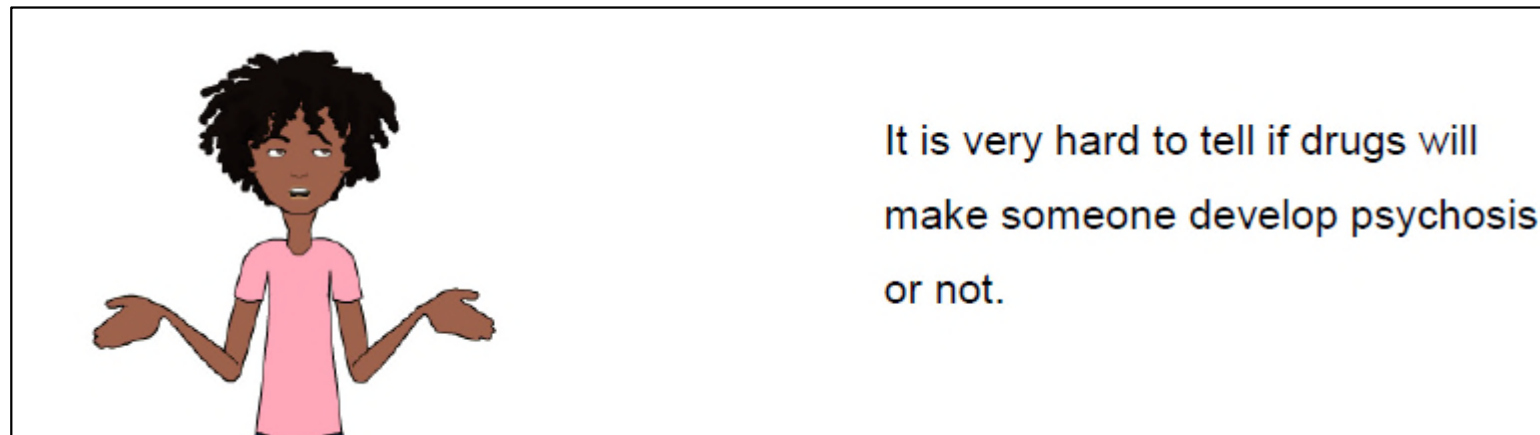 It is very hard to tell if drugs will
make someone develop psychosis
or not.